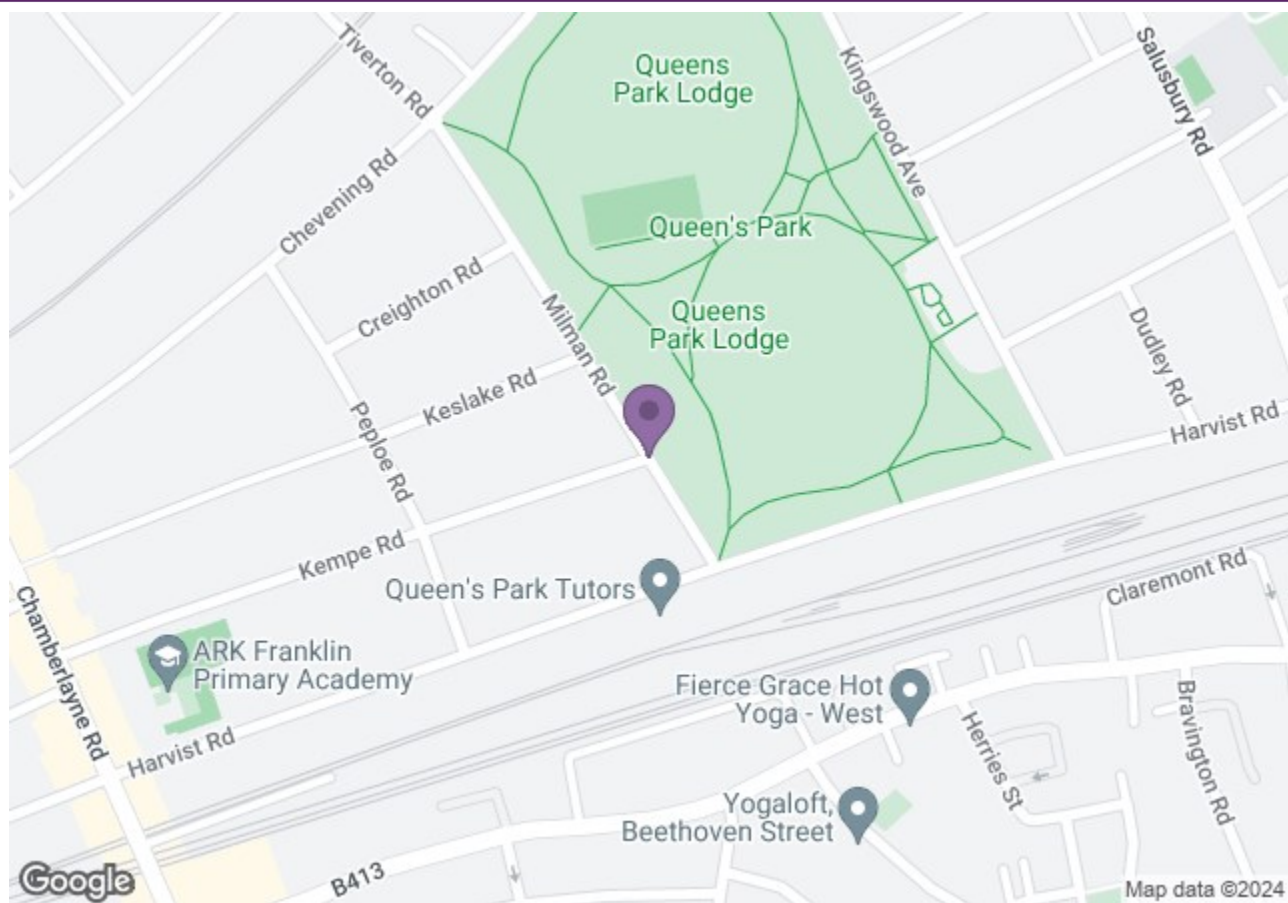 Tiverton Rd
Queens
Park Lodge
Kingswood Ave
Salusbury Rd
Chevening Rd
Queen's Park
Creighton Rd
Milman Rd
Queens
Park Lodge
Dudley Rd
Keslake Rd
Peploe Rd
Harvist Rd
Kempe Rd
Queen's Park Tutors
Claremont Rd
Chamberlayne Rd
ARK Franklin
Primary Academy
Fierce Grace Hot
Yoga - West
Bravington Rd
Herries St
Harvist Rd
Yogaloft,
Beethoven Street
B413
Google
Map data ©2024